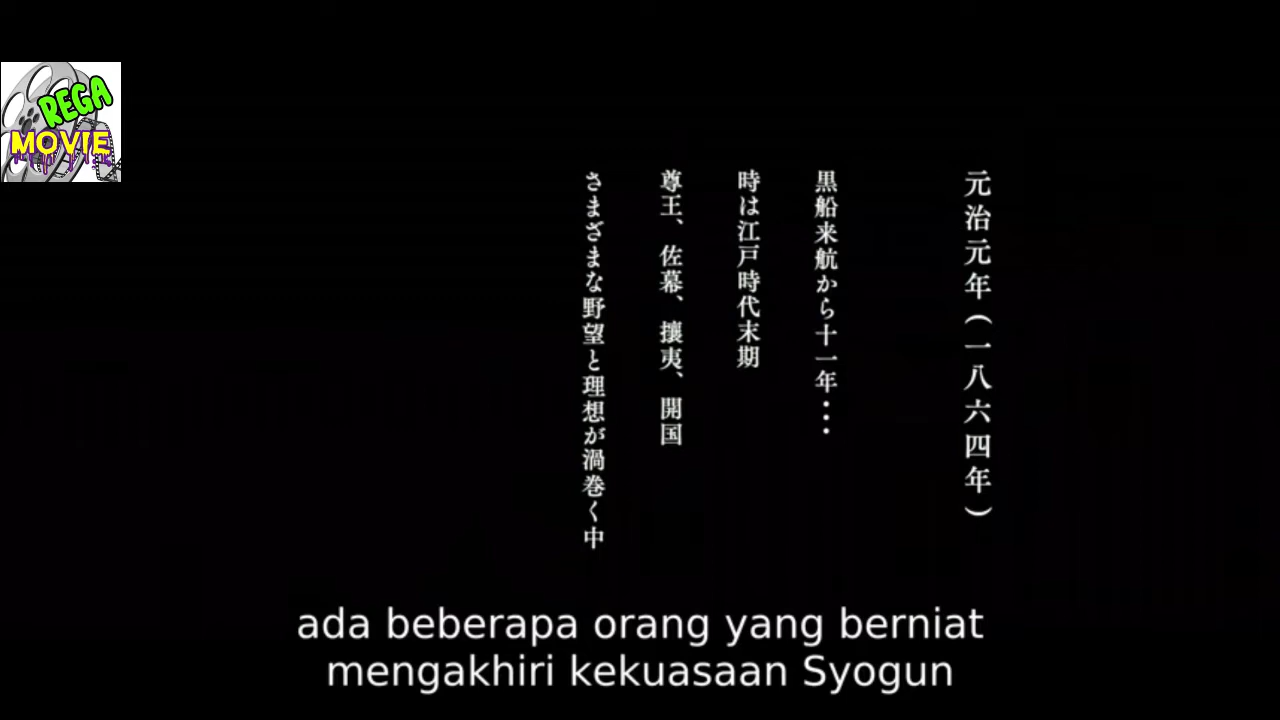 REGA
MOVIE
元治元年(一八六四年)
黒船来航から十一年・・・
時は江戸時代末期
尊王、佐幕、攘夷、開国
さまざまな野望と理想が渦巻く中
ada beberapa orang yang berniat
mengakhiri kekuasaan Syogun